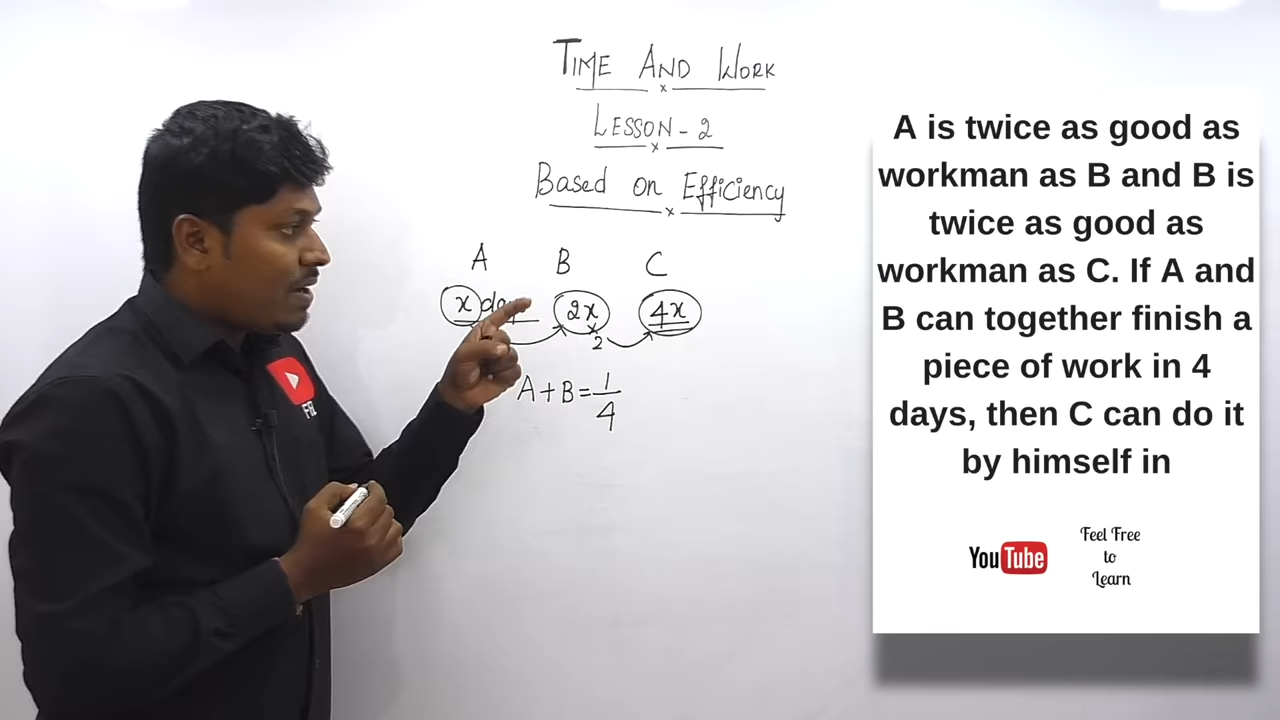 TIME AND WORK
x
LESSON-2
x
Based on Efficiency
x
A B C
x 2x 4x
x
2
A+B=1/4
A is twice as good as
workman as B and B is
twice as good as
workman as C. If A and
B can together finish a
piece of work in 4
days, then C can do it
by himself in
YouTube
Feel Free
to
Learn